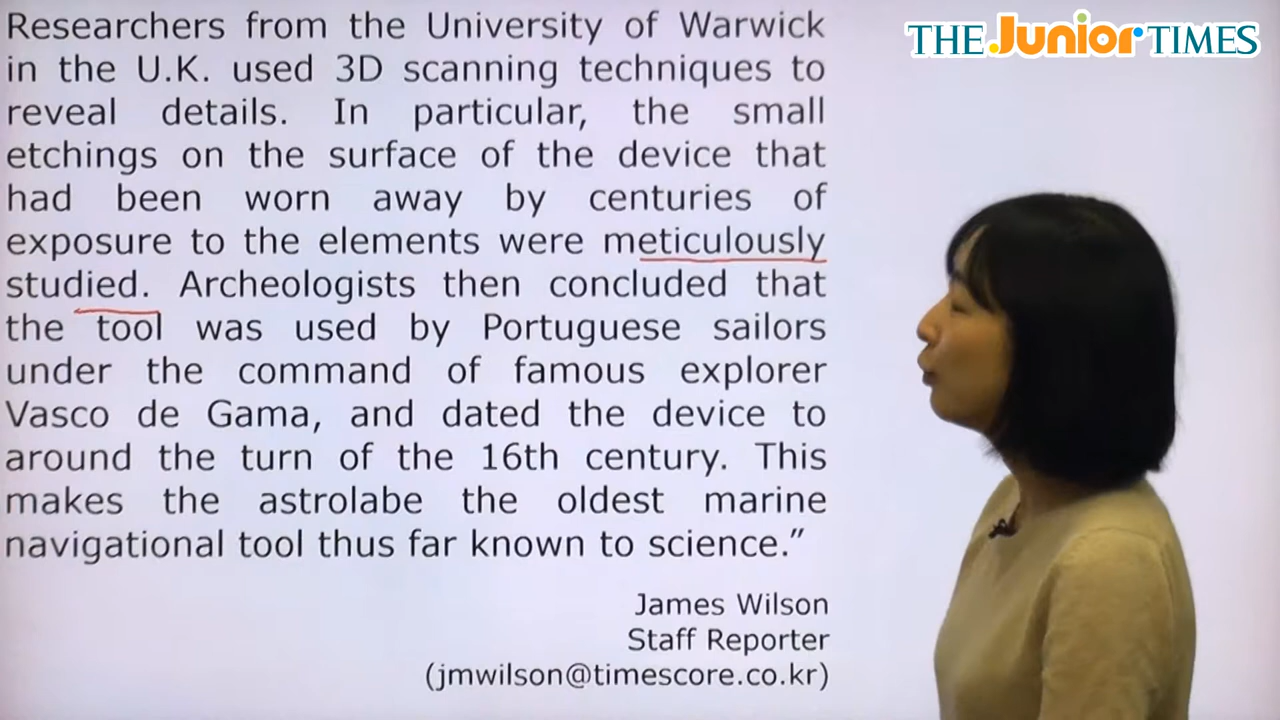 THE Junior TIMES
Researchers from the University of Warwick
in the U.K. used 3D scanning techniques to
reveal details. In particular, the small
etchings on the surface of the device that
had been worn away by centuries of
exposure to the elements were meticulously
studied. Archeologists then concluded that
the tool was used by Portuguese sailors
under the command of famous explorer
Vasco de Gama, and dated the device to
around the turn of the 16th century. This
makes the astrolabe the oldest marine
navigational tool thus far known to science.”
James Wilson
Staff Reporter
(jmwilson@timescore.co.kr)